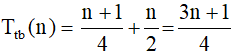 T_tb(n) = (n + 1)/4 + n/2 = (3n + 1)/4